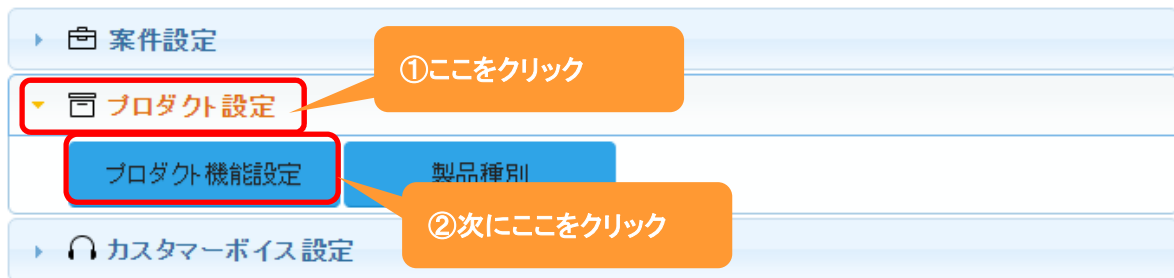 案件設定
①ここをクリック
プロダクト設定
プロダクト機能設定
製品種別
②次にここをクリック
カスタマーボイス設定